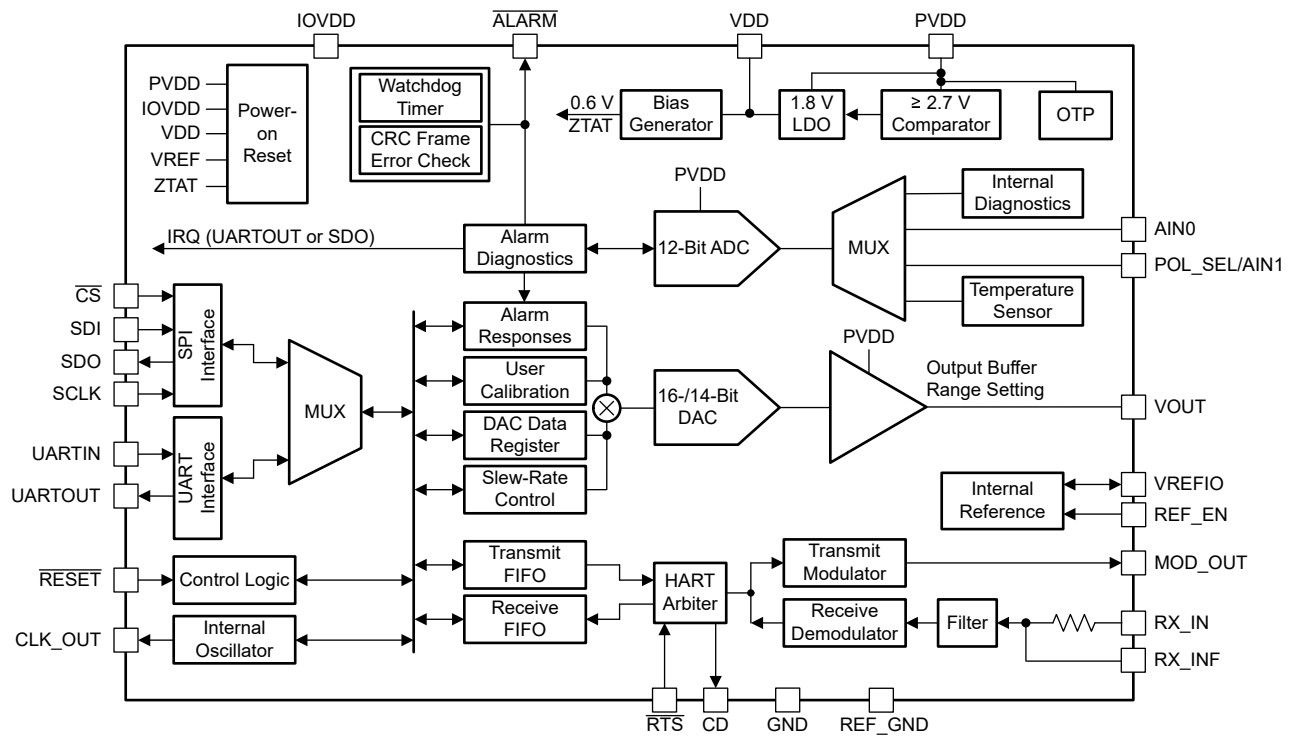 IOVDD
ALARM
VDD
PVDD
PVDD
IOVDD
VDD
VREF
ZTAT
Power-
on
Reset
Watchdog
Timer
CRC Frame
Error Check
0.6 V
ZTAT
Bias
Generator
1.8 V
LDO
≥ 2.7 V
Comparator
OTP
IRQ (UARTOUT or SDO)
Alarm
Diagnostics
PVDD
12-Bit ADC
MUX
Internal
Diagnostics
Temperature
Sensor
AIN0
POL_SEL/AIN1
CS
SDI
SDO
SCLK
SPI
Interface
UARTIN
UARTOUT
UART
Interface
MUX
Alarm
Responses
User
Calibration
DAC Data
Register
Slew-Rate
Control
16-/14-Bit
DAC
PVDD
Output Buffer
Range Setting
VOUT
Internal
Reference
VREFIO
REF_EN
RESET
Control Logic
CLK_OUT
Internal
Oscillator
Transmit
FIFO
Receive
FIFO
HART
Arbiter
Transmit
Modulator
Receive
Demodulator
Filter
MOD_OUT
RX_IN
RX_INF
RTS
CD
GND
REF_GND